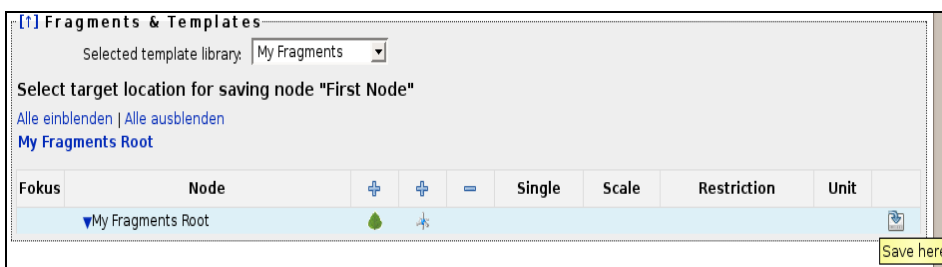 [↑] Fragments & Templates
Selected template library: My Fragments
Select target location for saving node "First Node"
Alle einblenden | Alle ausblenden
My Fragments Root
Fokus Node Single Scale Restriction Unit
▼My Fragments Root
Save here